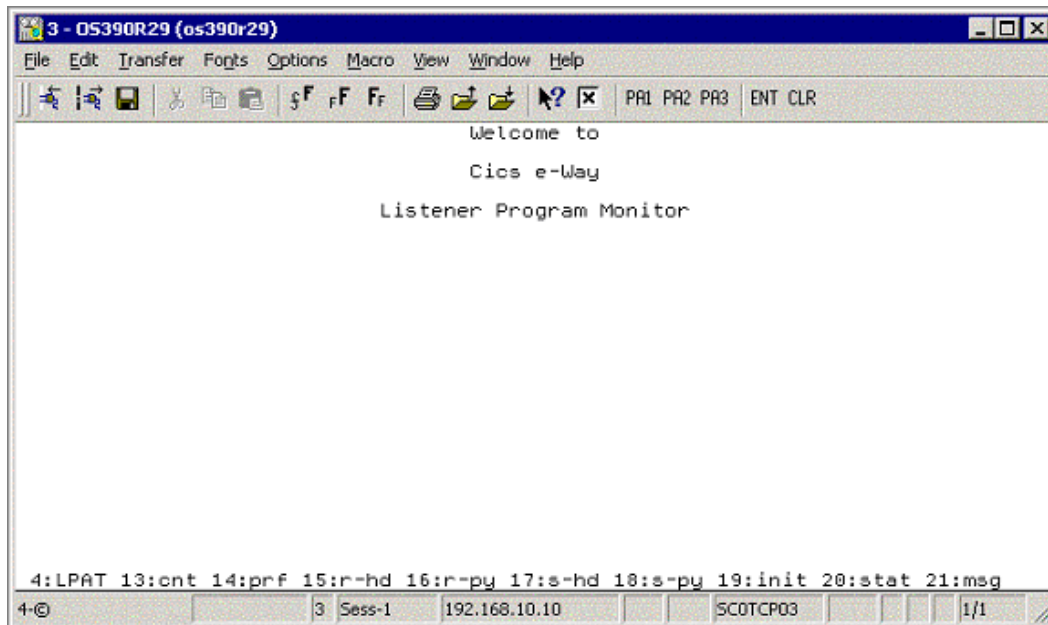 3 - OS390R29 (os390r29)
File Edit Transfer Fonts Options Macro View Window Help
PA1 PA2 PA3 ENT CLR
Welcome to
Cics e-Way
Listener Program Monitor
4:LPAT 13:cnt 14:prf 15:r-hd 16:r-py 17:s-hd 18:s-py 19:init 20:stat 21:msg
4-© 3 Sess-1 192.168.10.10 SC0TCP03 1/1